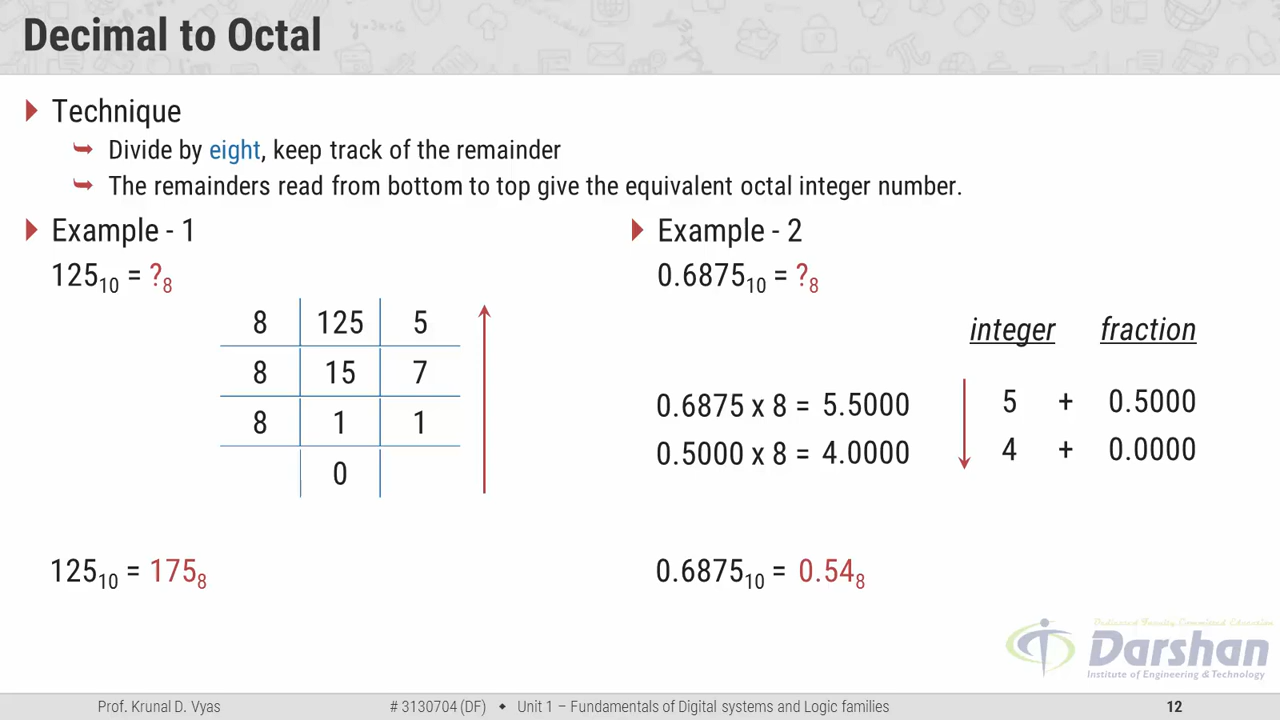 Decimal to Octal
Technique
Divide by eight, keep track of the remainder
The remainders read from bottom to top give the equivalent octal integer number.
Example - 1
125₁₀ = ?₈
8 125 5
8 15 7
8 1 1
0
125₁₀ = 175₈
Example - 2
0.6875₁₀ = ?₈
integer fraction
0.6875 x 8 = 5.5000 5 + 0.5000
0.5000 x 8 = 4.0000 4 + 0.0000
0.6875₁₀ = 0.54₈
Dedicated Faculty Committed Education
Darshan
Institute of Engineering & Technology
Prof. Krunal D. Vyas # 3130704 (DF) ◆ Unit 1 – Fundamentals of Digital systems and Logic families 12